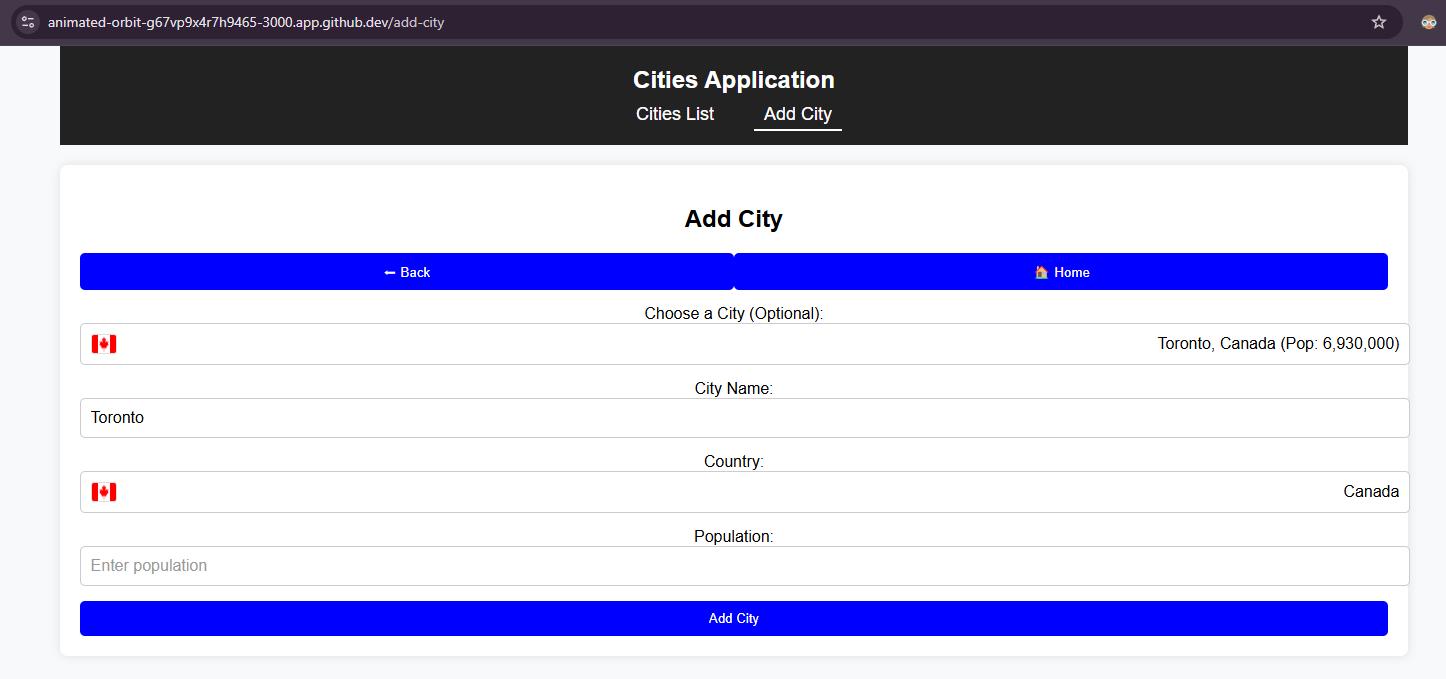 animated-orbit-g67vp9x4r7h9465-3000.app.github.dev/add-city
Cities Application
Cities List Add City
Add City
Back Home
Choose a City (Optional):
Toronto, Canada (Pop: 6,930,000)
City Name:
Toronto
Country:
Canada
Population:
Enter population
Add City